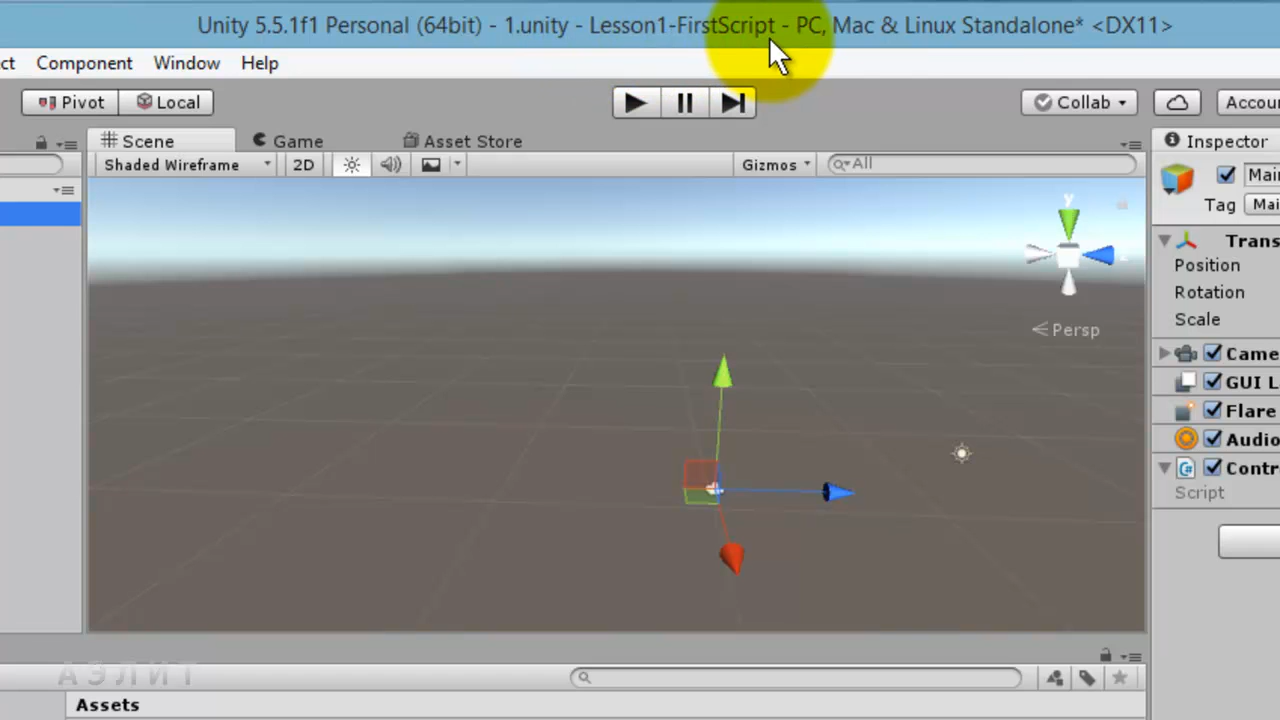 Unity 5.5.1f1 Personal (64bit) - 1.unity - Lesson1-FirstScript - PC, Mac & Linux Standalone* <DX11>
ct Component Window Help
Pivot Local Collab Accou
Scene Game Asset Store Inspector
Shaded Wireframe 2D Gizmos All
Mai
Tag Mai
y
Trans
Position
Rotation
Scale
Persp
Came
GUI L
Flare
Audio
Contr
Script
АЭЛИТ
Assets